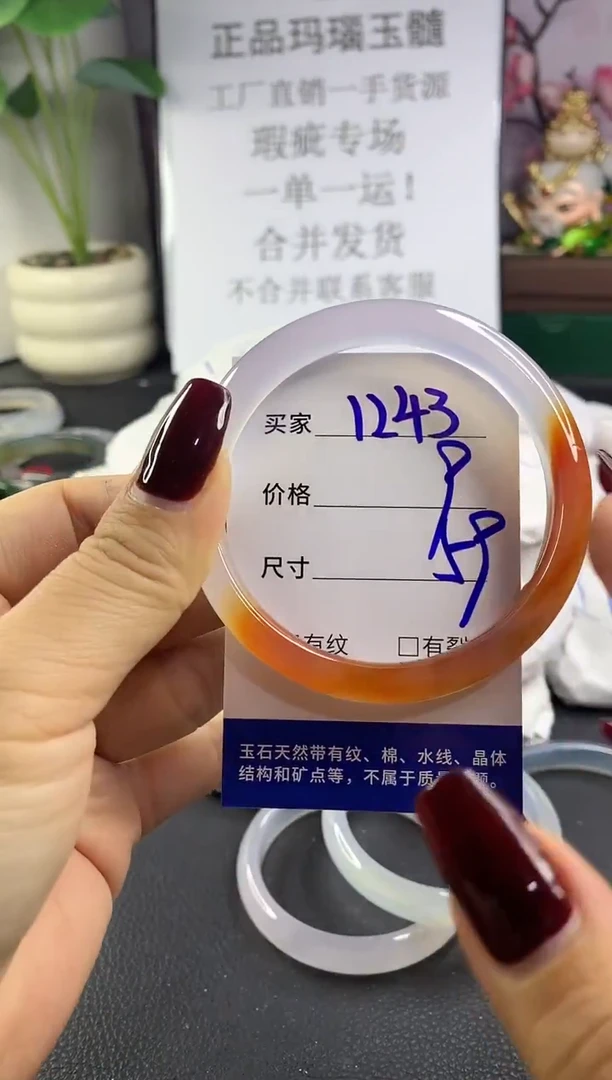 正品玛瑙玉髓
工厂直销一手货源
瑕疵专场
一单一运!
合并发货
不合并联系客服
买家 1243
价格
尺寸
有纹 □有裂
玉石天然带有纹、棉、水线、晶体
结构和矿点等，不属于质量问题。